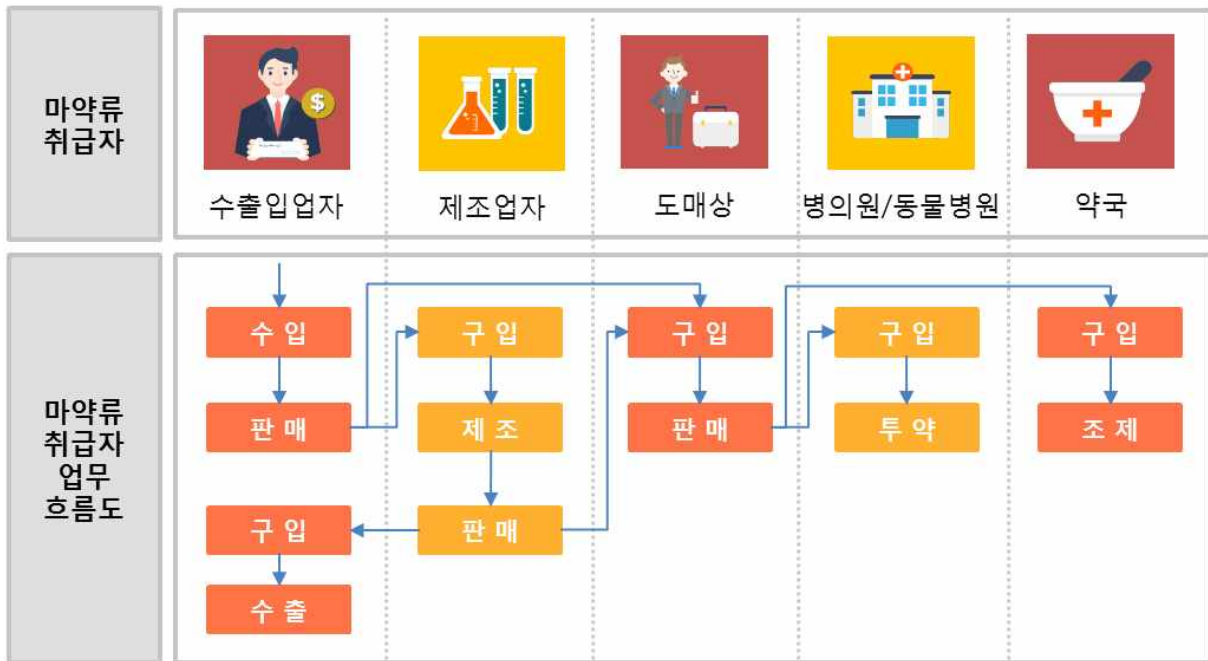 마약류
취급자
$
수출입업자
제조업자
도매상
병의원/동물병원
약국
마약류
취급자
업무
흐름도
수 입
구 입
구 입
구 입
구 입
판 매
제 조
판 매
투 약
조 제
구 입
판 매
수 출